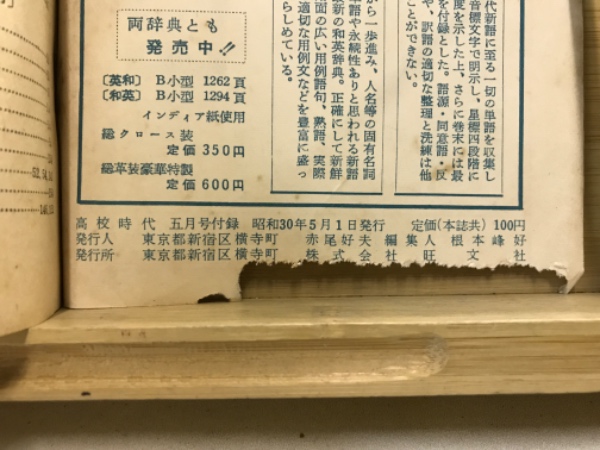 代新語に至る一切の単語を収集し
音標文字で明示し、星標四段階に
度を示した上、さらに巻末には最
を付録とした。語源・同意語・反
や、訳語の適切な整理と洗練は他
ことができない。
から一歩進み、人名等の固有名詞
単語や永続性ありと思われる新語
最新の和英辞典。正確にして新鮮
面の広い用例語句、熟語、実際
適切な用例文などを豊富に盛っ
らしめている。
両辞典とも
発売中!!
〔英和〕 B小型 1262頁
〔和英〕 B小型 1294頁
インディア紙使用
総クロース装
定価 350円
総革装豪華特製
定価 600円
高校時代 五月号付録 昭和30年5月1日発行 定価(本誌共) 100円
発行人 東京都新宿区横寺町 赤尾好夫 編集人 根本峰好
発行所 東京都新宿区横寺町 株式会社旺文社